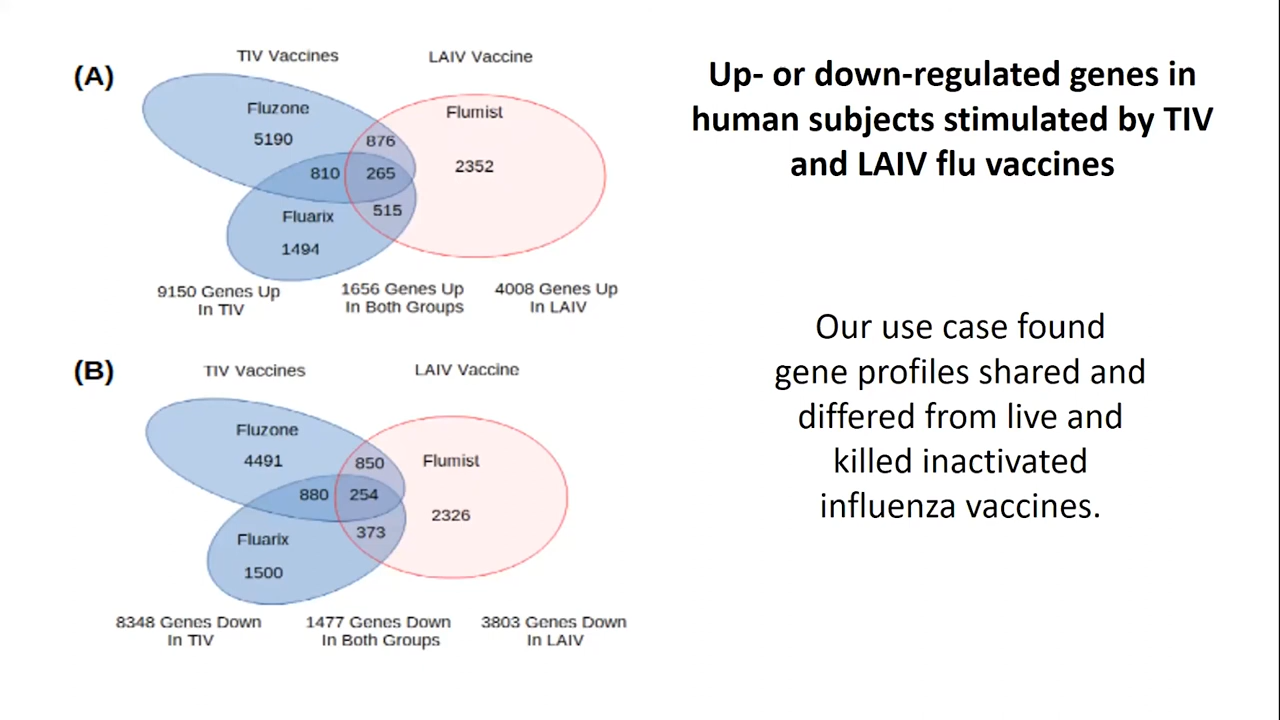 (A)
TIV Vaccines
LAIV Vaccine
Fluzone
5190
876
Flumist
2352
810
265
515
Fluarix
1494
9150 Genes Up
In TIV
1656 Genes Up
In Both Groups
4008 Genes Up
In LAIV
(B)
TIV Vaccines
LAIV Vaccine
Fluzone
4491
850
Flumist
880
254
2326
373
Fluarix
1500
8348 Genes Down
In TIV
1477 Genes Down
In Both Groups
3803 Genes Down
In LAIV
Up- or down-regulated genes in
human subjects stimulated by TIV
and LAIV flu vaccines
Our use case found
gene profiles shared and
differed from live and
killed inactivated
influenza vaccines.